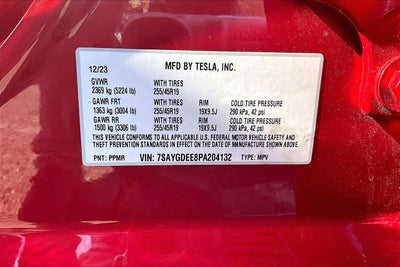 12/23 MFD BY TESLA, INC.
GVWR WITH TIRES
2369 kg (5224 lb) 255/45R19
GAWR FRT WITH TIRES RIM COLD TIRE PRESSURE
1363 kg (3004 lb) 255/45R19 19X9.5J 290 kPa, 42 psi
GAWR RR WITH TIRES RIM COLD TIRE PRESSURE
1500 kg (3306 lb) 255/45R19 19X9.5J 290 kPa, 42 psi
THIS VEHICLE CONFORMS TO ALL APPLICABLE FEDERAL MOTOR VEHICLE SAFETY AND
THEFT PREVENTION STANDARDS IN EFFECT ON THE DATE OF MANUFACTURE SHOWN ABOVE.
PNT: PPMR VIN: 7SAYGDEE8PA204132 TYPE: MPV